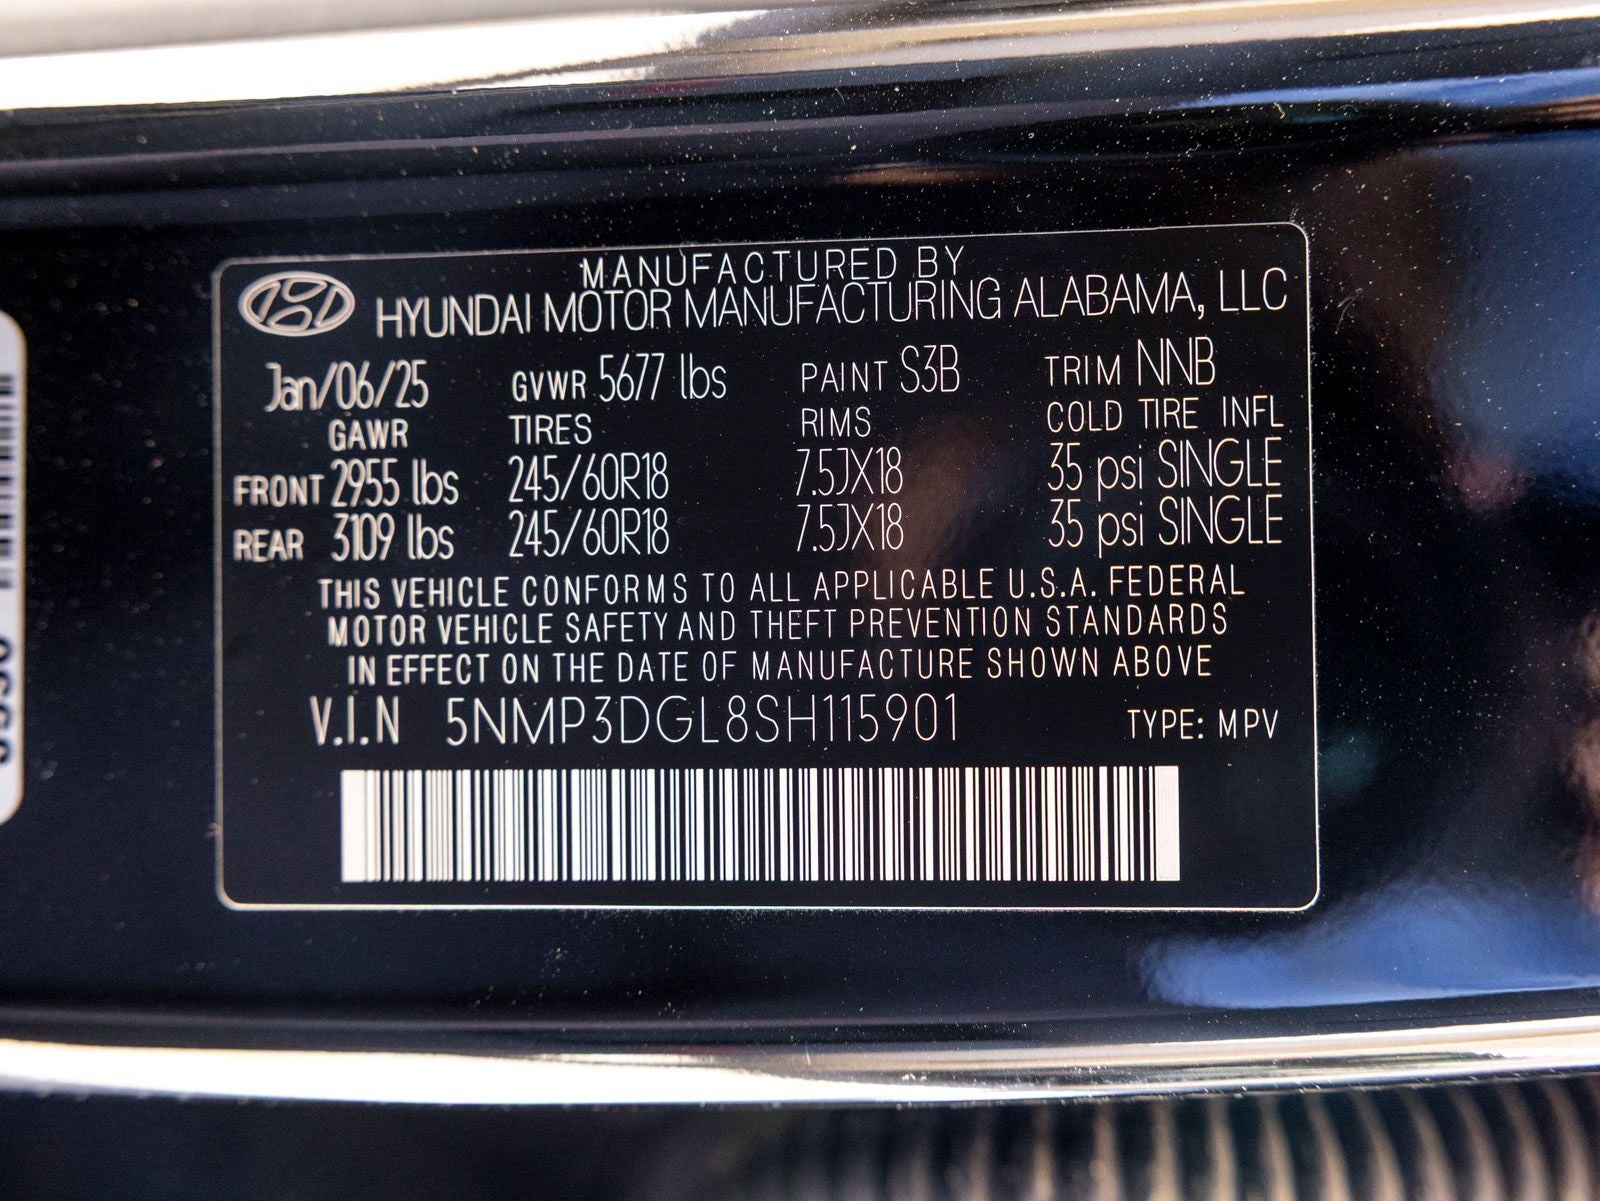 MANUFACTURED BY
HYUNDAI MOTOR MANUFACTURING ALABAMA, LLC
Jan/06/25 GVWR 5677 lbs PAINT S3B TRIM NNB
GAWR TIRES RIMS COLD TIRE INFL
FRONT 2955 lbs 245/60R18 7.5JX18 35 psi SINGLE
REAR 3109 lbs 245/60R18 7.5JX18 35 psi SINGLE
THIS VEHICLE CONFORMS TO ALL APPLICABLE U.S.A. FEDERAL
MOTOR VEHICLE SAFETY AND THEFT PREVENTION STANDARDS
IN EFFECT ON THE DATE OF MANUFACTURE SHOWN ABOVE
V.I.N 5NMP3DGL8SH115901 TYPE: MPV